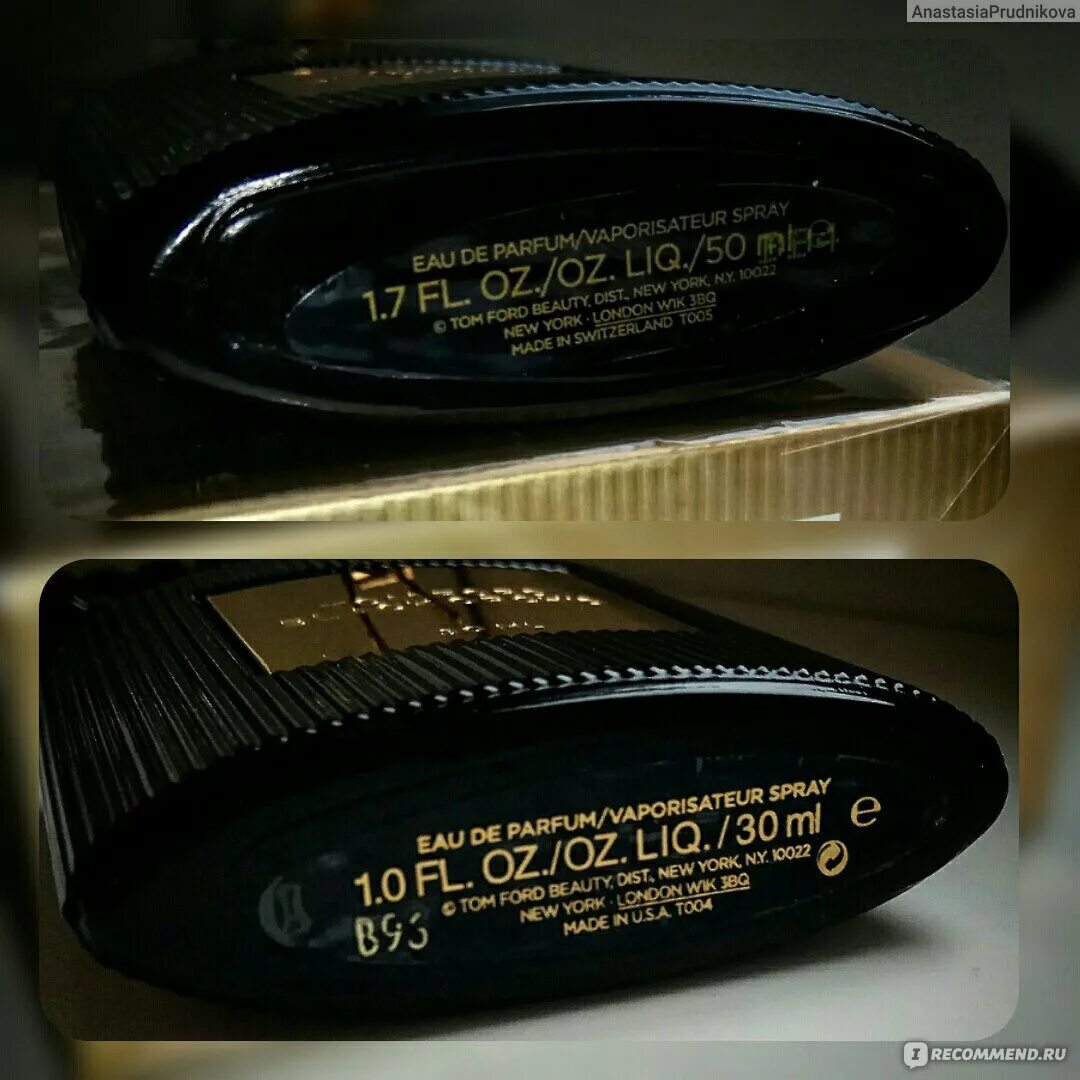 AnastasiaPrudnikova
EAU DE PARFUM/VAPORISATEUR SPRAY
1.7 FL. OZ./OZ. LIQ./50 ml
© TOM FORD BEAUTY, DIST., NEW YORK, N.Y. 10022
NEW YORK · LONDON W1K 3BQ
MADE IN SWITZERLAND T005
EAU DE PARFUM/VAPORISATEUR SPRAY
1.0 FL. OZ./OZ. LIQ./30 ml e
© TOM FORD BEAUTY, DIST., NEW YORK, N.Y. 10022
NEW YORK · LONDON W1K 3BQ
MADE IN U.S.A. T004
IRECOMMEND.RU